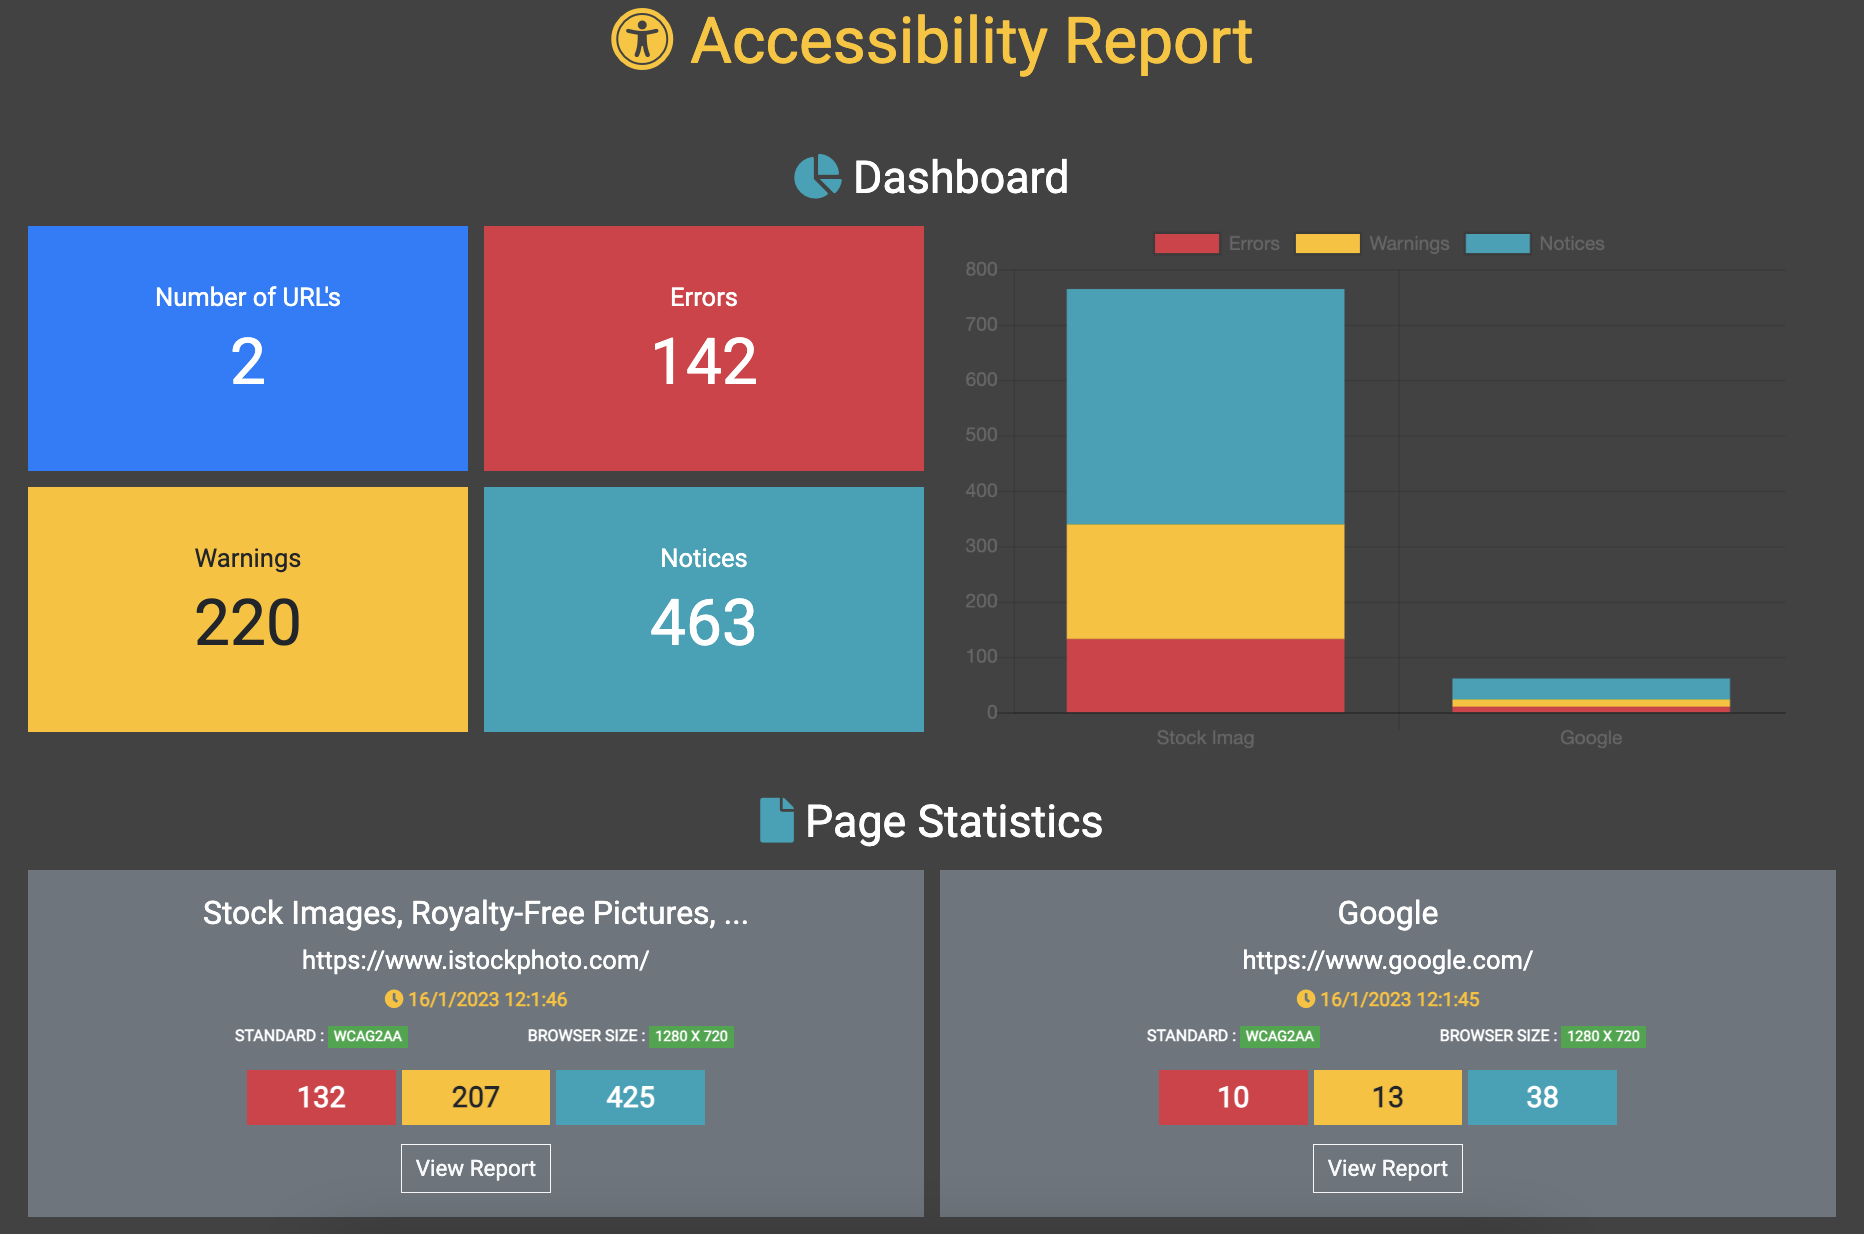 Accessibility Report
Dashboard
Number of URL's
2
Errors
142
Warnings
220
Notices
463
Errors Warnings Notices
800
700
600
500
400
300
200
100
0
Stock Imag Google
Page Statistics
Stock Images, Royalty-Free Pictures, ...
https://www.istockphoto.com/
16/1/2023 12:1:46
STANDARD : WCAG2AA BROWSER SIZE : 1280 X 720
132 207 425
View Report
Google
https://www.google.com/
16/1/2023 12:1:45
STANDARD : WCAG2AA BROWSER SIZE : 1280 X 720
10 13 38
View Report